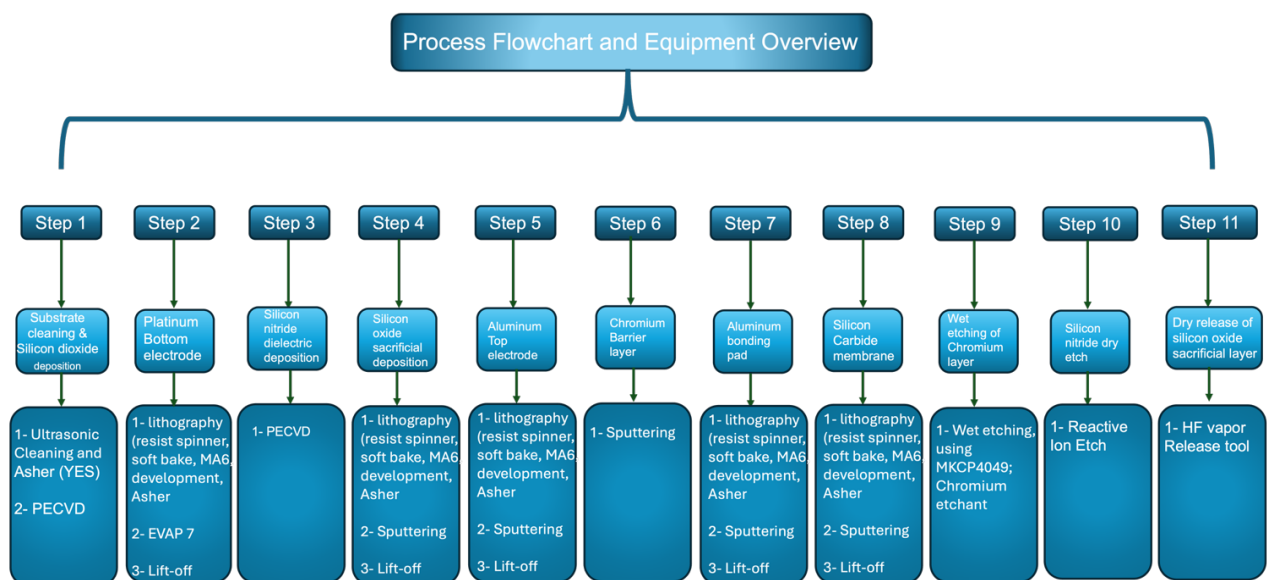 Process Flowchart and Equipment Overview
Step 1
Step 2
Step 3
Step 4
Step 5
Step 6
Step 7
Step 8
Step 9
Step 10
Step 11
Substrate
cleaning &
Silicon dioxide
deposition
Platinum
Bottom
electrode
Silicon
nitride
dielectric
deposition
Silicon
oxide
sacrificial
deposition
Aluminum
Top
electrode
Chromium
Barrier
layer
Aluminum
bonding
pad
Silicon
Carbide
membrane
Wet
etching of
Chromium
layer
Silicon
nitride dry
etch
Dry release of
silicon oxide
sacrificial layer
1- Ultrasonic
Cleaning and
Asher (YES)
2- PECVD
1- lithography
(resist spinner,
soft bake, MA6,
development,
Asher
2- EVAP 7
3- Lift-off
1- PECVD
1- lithography
(resist spinner,
soft bake, MA6,
development,
Asher
2- Sputtering
3- Lift-off
1- lithography
(resist spinner,
soft bake, MA6,
development,
Asher
2- Sputtering
3- Lift-off
1- Sputtering
1- lithography
(resist spinner,
soft bake, MA6,
development,
Asher
2- Sputtering
3- Lift-off
1- lithography
(resist spinner,
soft bake, MA6,
development,
Asher
2- Sputtering
3- Lift-off
1- Wet etching,
using
MKCP4049;
Chromium
etchant
1- Reactive
Ion Etch
1- HF vapor
Release tool